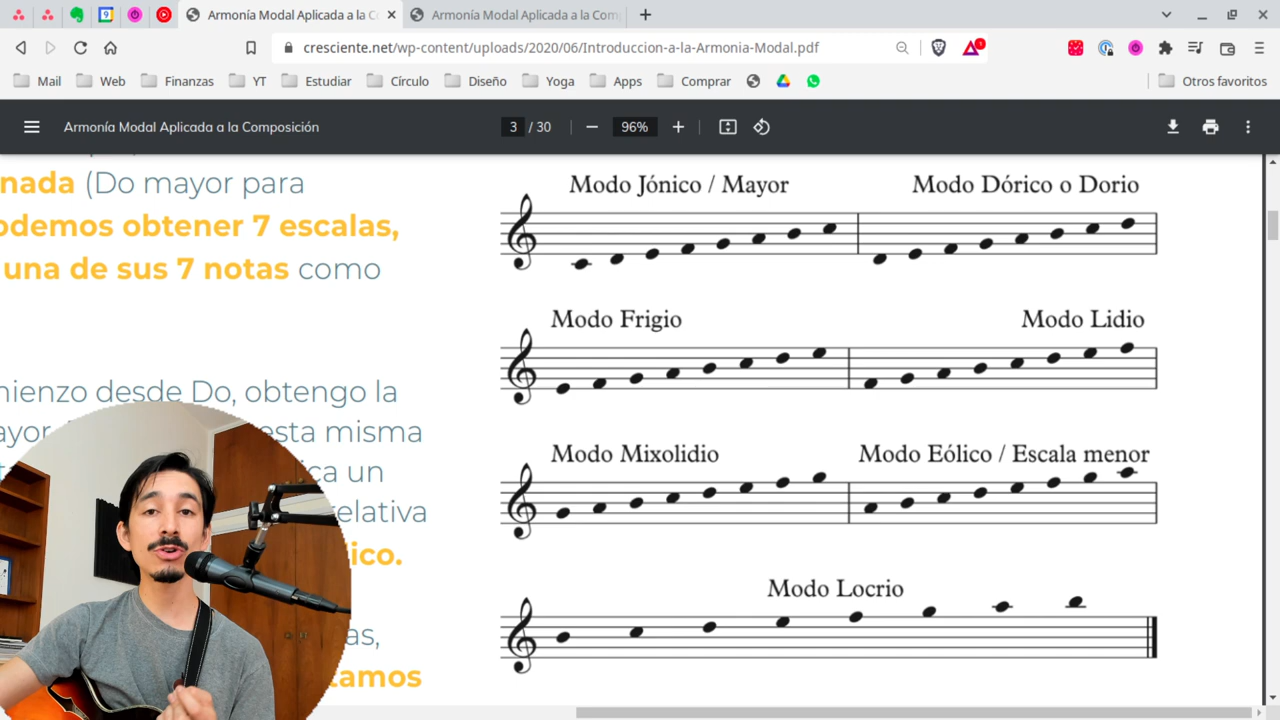 Armonía Modal Aplicada a la C
Armonía Modal Aplicada a la Com
cresciente.net/wp-content/uploads/2020/06/Introduccion-a-la-Armonia-Modal.pdf
1
Mail
Web
Finanzas
YT
Estudiar
Círculo
Diseño
Yoga
Apps
Comprar
Otros favoritos
Armonía Modal Aplicada a la Composición
3 / 30
96%
nada (Do mayor para
odemos obtener 7 escalas,
una de sus 7 notas como
mienzo desde Do, obtengo la
ayor
esta misma
ica un
relativa
ico.
as,
tamos
Modo Jónico / Mayor
Modo Dórico o Dorio
Modo Frigio
Modo Lidio
Modo Mixolidio
Modo Eólico / Escala menor
Modo Locrio